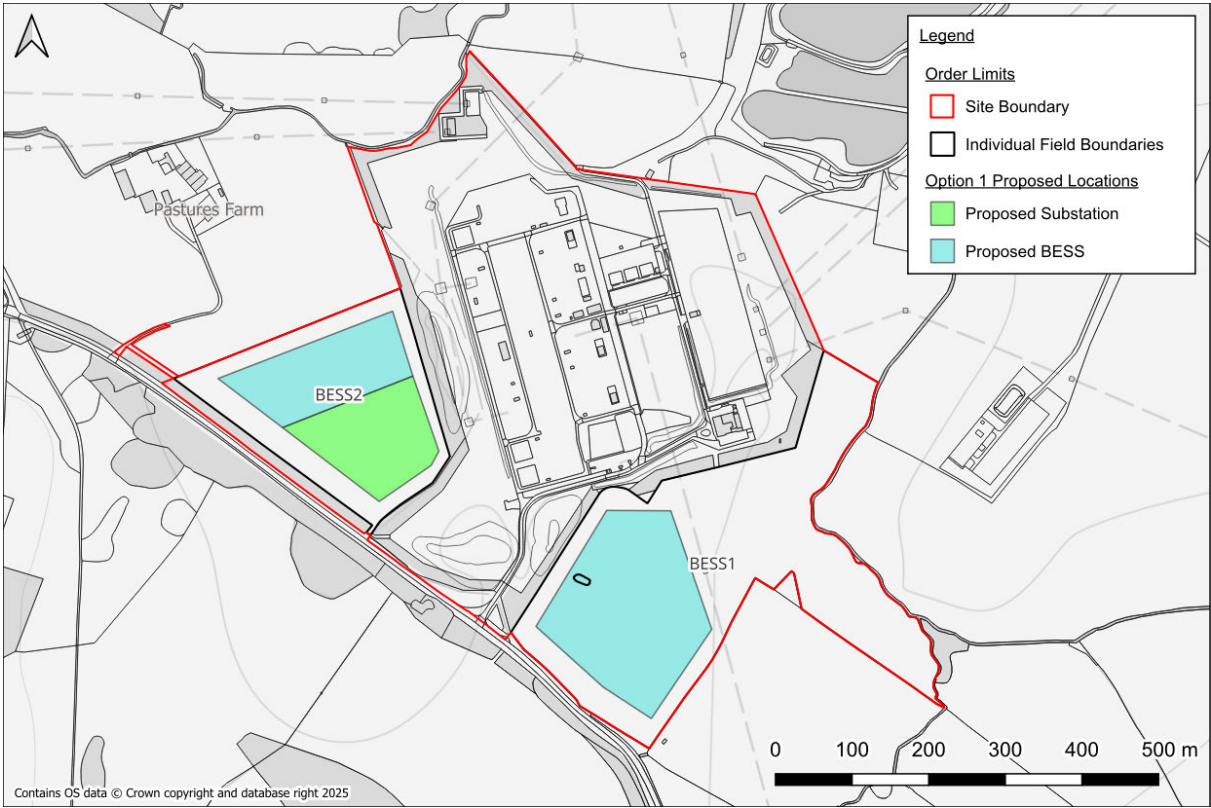 Legend
Order Limits
Site Boundary
Individual Field Boundaries
Option 1 Proposed Locations
Proposed Substation
Proposed BESS
Pastures Farm
BESS2
BESS1
0 100 200 300 400 500 m
Contains OS data © Crown copyright and database right 2025